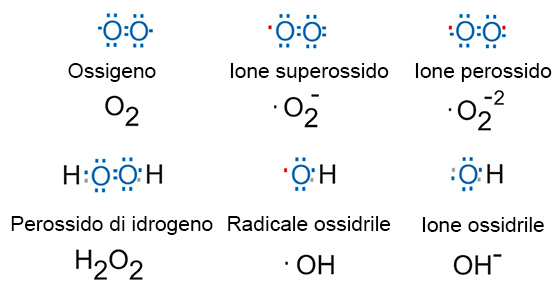 O:O O:O O:O
Ossigeno Ione superossido Ione perossido
O2 ·O2- ·O2-2
H:O:O:H ·O:H :O:H
Perossido di idrogeno Radicale ossidrile Ione ossidrile
H2O2 ·OH OH-